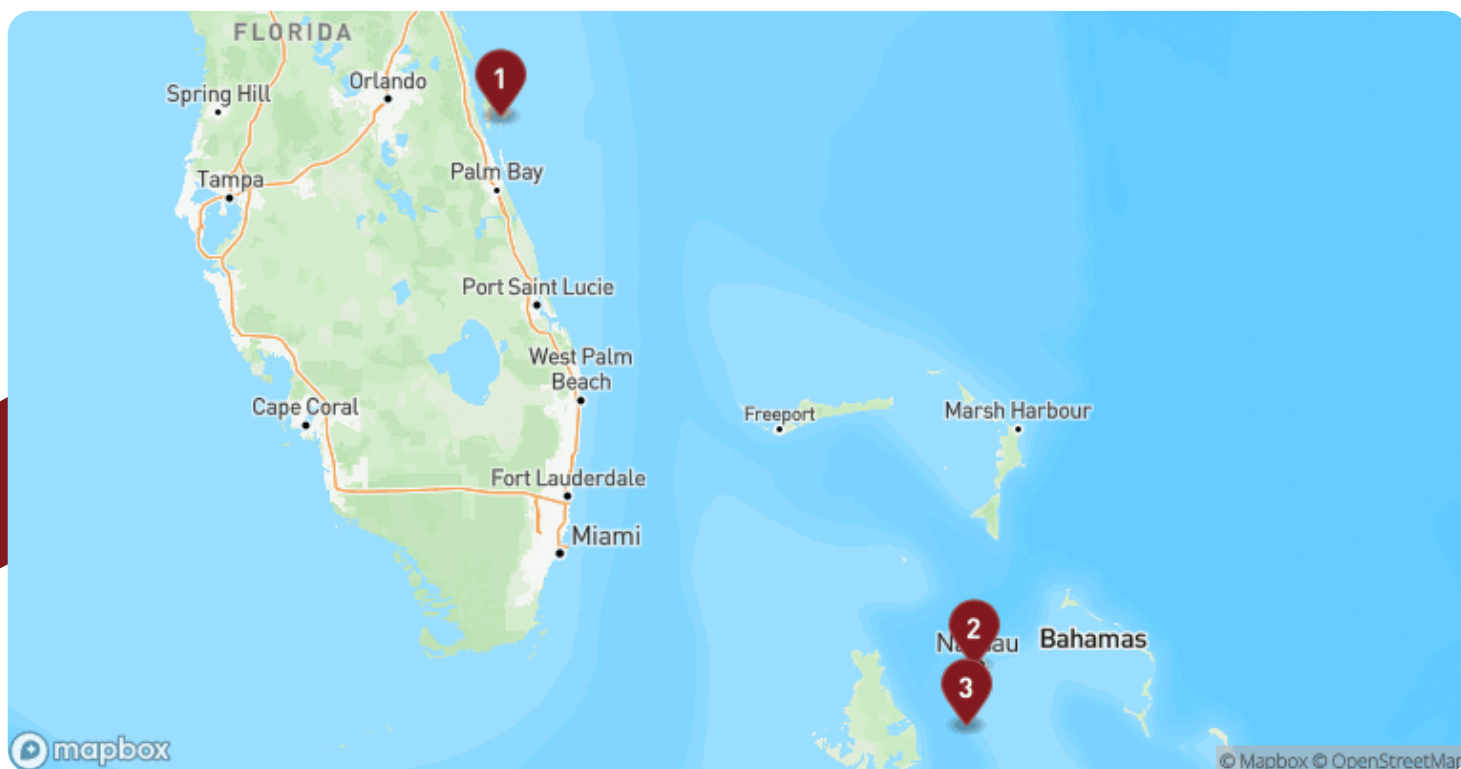 FLORIDA
1
Orlando
Spring Hill
Palm Bay
Tampa
Port Saint Lucie
West Palm
Beach
Cape Coral
Freeport
Marsh Harbour
Fort Lauderdale
Miami
2
Bahamas
3
mapbox
© Mapbox © OpenStreetMap